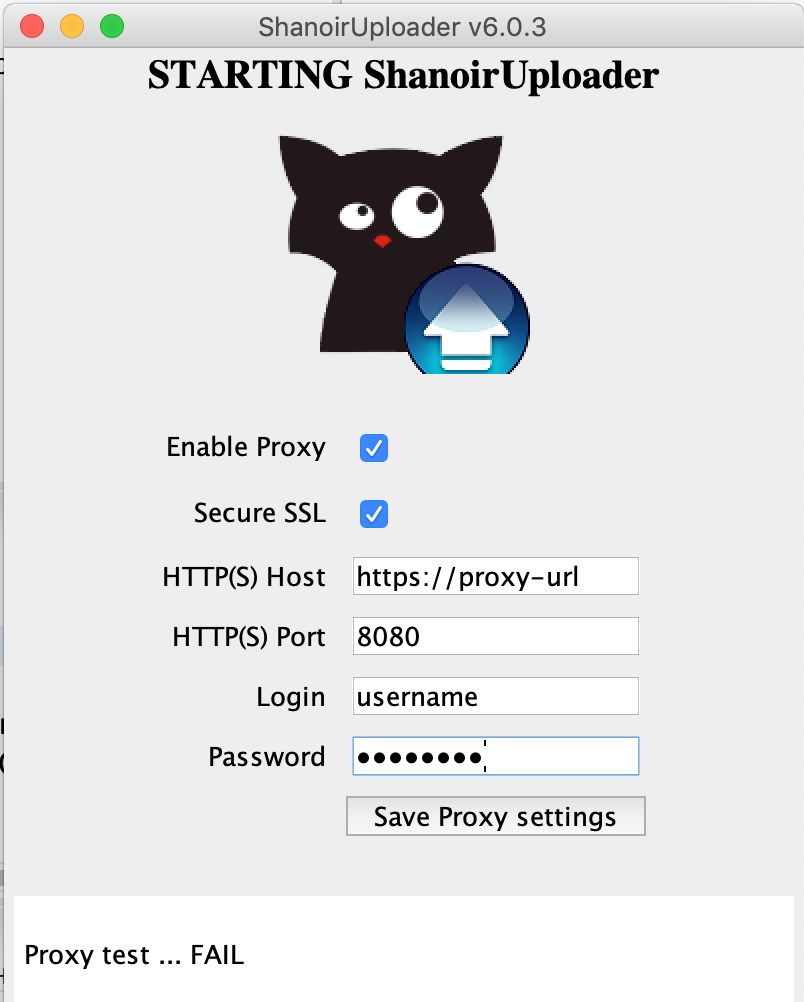 ShanoirUploader v6.0.3
STARTING ShanoirUploader
Enable Proxy
Secure SSL
HTTP(S) Host https://proxy-url
HTTP(S) Port 8080
Login username
Password ••••••••
Save Proxy settings
Proxy test ... FAIL